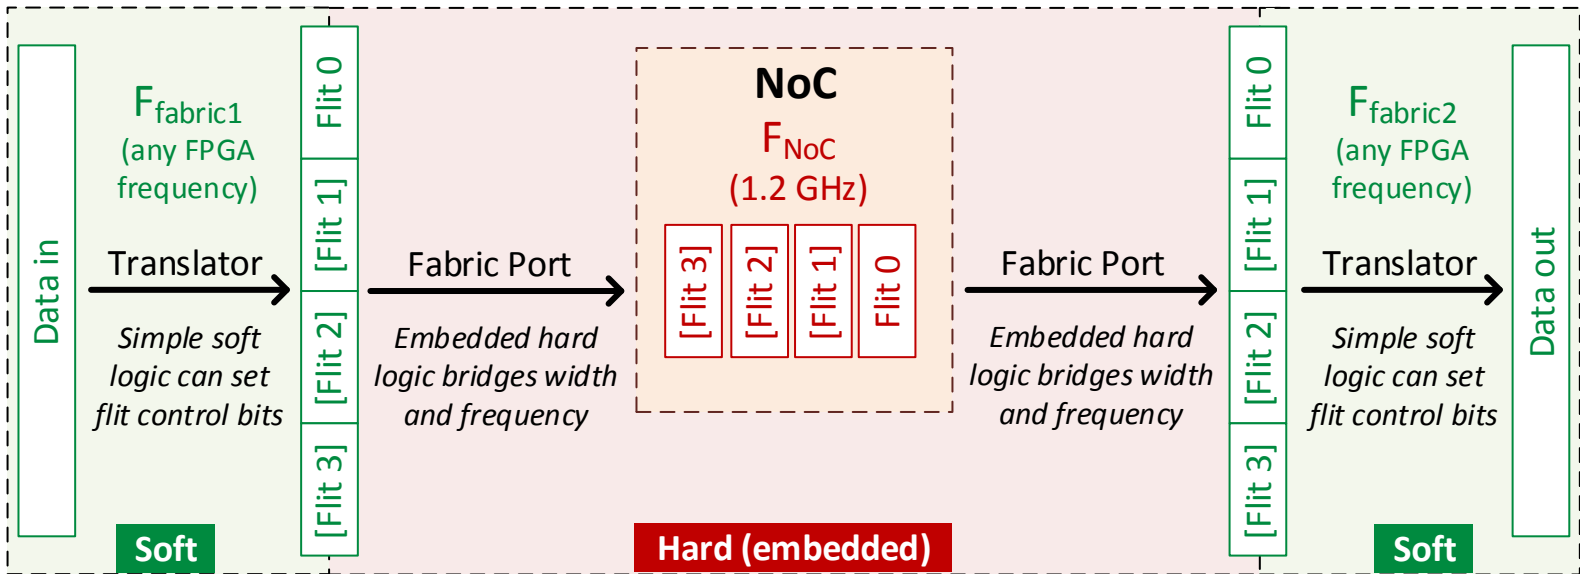 Data in
F_fabric1
(any FPGA
frequency)
Translator
Simple soft
logic can set
flit control bits
Soft
Flit 0
[Flit 1]
[Flit 2]
[Flit 3]
Fabric Port
Embedded hard
logic bridges width
and frequency
NoC
F_NoC
(1.2 GHz)
[Flit 3]
[Flit 2]
[Flit 1]
Flit 0
Hard (embedded)
Fabric Port
Embedded hard
logic bridges width
and frequency
Flit 0
[Flit 1]
[Flit 2]
[Flit 3]
F_fabric2
(any FPGA
frequency)
Translator
Simple soft
logic can set
flit control bits
Soft
Data out